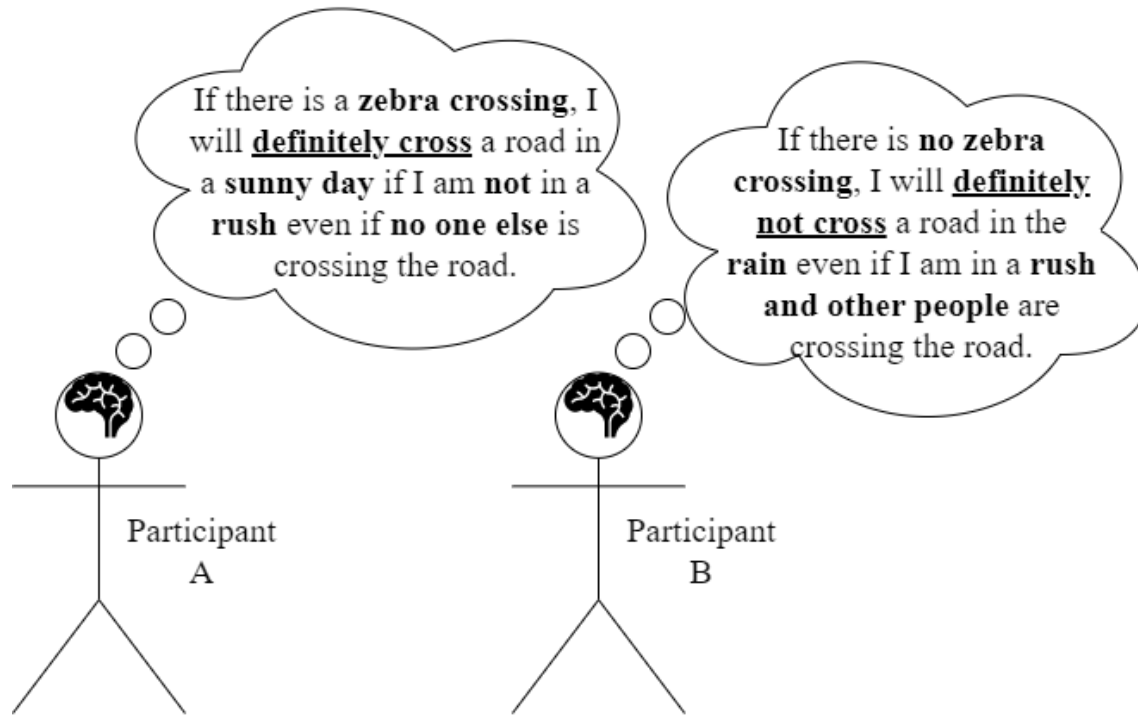 If there is a zebra crossing, I
will definitely cross a road in
a sunny day if I am not in a
rush even if no one else is
crossing the road.
If there is no zebra
crossing, I will definitely
not cross a road in the
rain even if I am in a rush
and other people are
crossing the road.
Participant
A
Participant
B